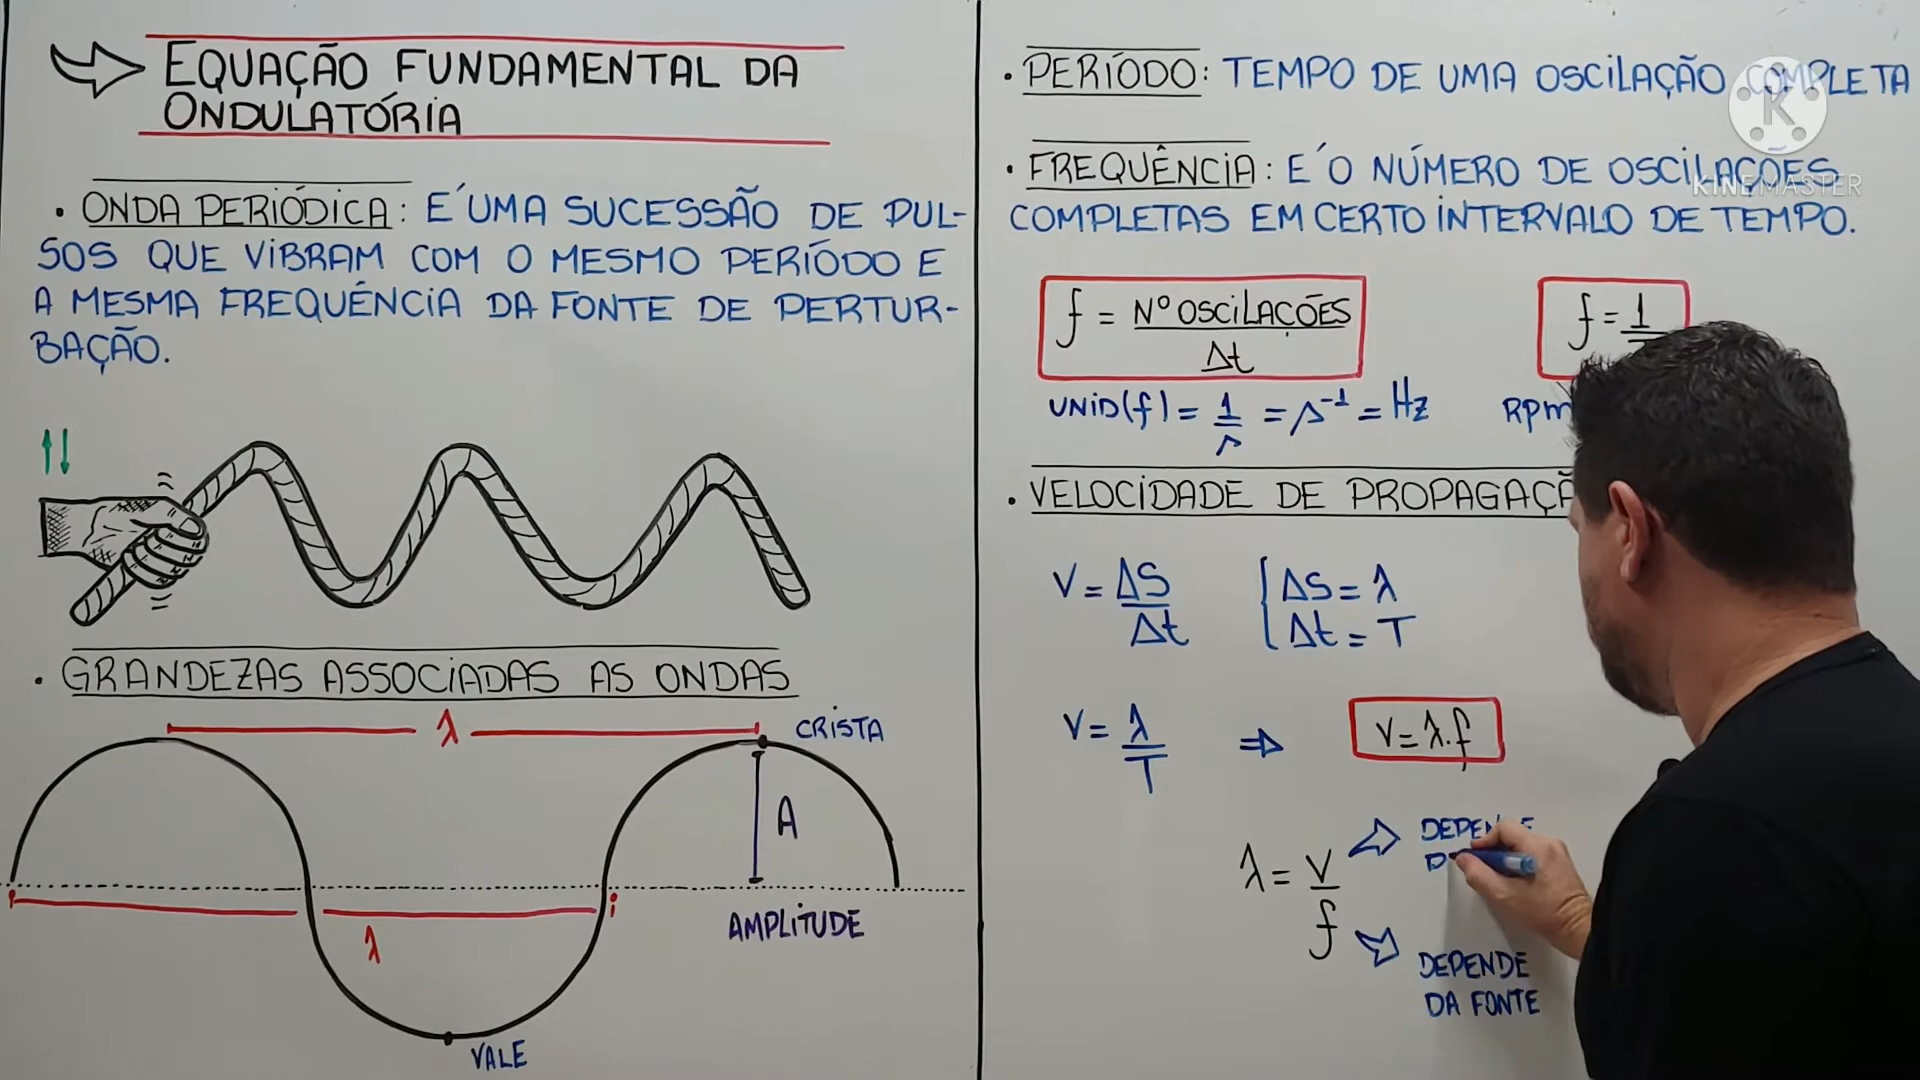 EQUAÇÃO FUNDAMENTAL DA
ONDULATÓRIA
• ONDA PERIÓDICA: É UMA SUCESSÃO DE PUL-
SOS QUE VIBRAM COM O MESMO PERÍODO E
A MESMA FREQUÊNCIA DA FONTE DE PERTUR-
BAÇÃO.
• GRANDEZAS ASSOCIADAS AS ONDAS
λ
CRISTA
A
AMPLITUDE
λ
VALE
• PERÍODO: TEMPO DE UMA OSCILAÇÃO COMPLETA
K
• FREQUÊNCIA: É O NÚMERO DE OSCILAÇÕES
KINEMASTER
COMPLETAS EM CERTO INTERVALO DE TEMPO.
f = Nº OSCILAÇÕES / Δt
f = 1
UNID(f) = 1/s = s⁻¹ = Hz
RPM
• VELOCIDADE DE PROPAGAÇÃ
V = ΔS / Δt
{ ΔS = λ
Δt = T
V = λ / T ⇒ V = λ.f
λ = V / f
DEPENDE
DEPENDE
DA FONTE